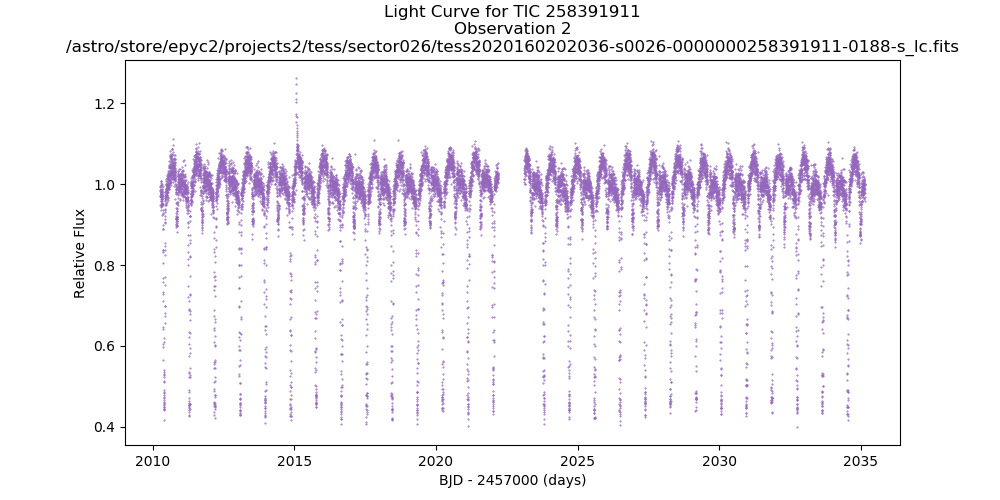 Light Curve for TIC 258391911
Observation 2
/astro/store/epyc2/projects2/tess/sector026/tess2020160202036-s0026-0000000258391911-0188-s_lc.fits
1.2
1.0
0.8
0.6
0.4
Relative Flux
2010
2015
2020
2025
2030
2035
BJD - 2457000 (days)